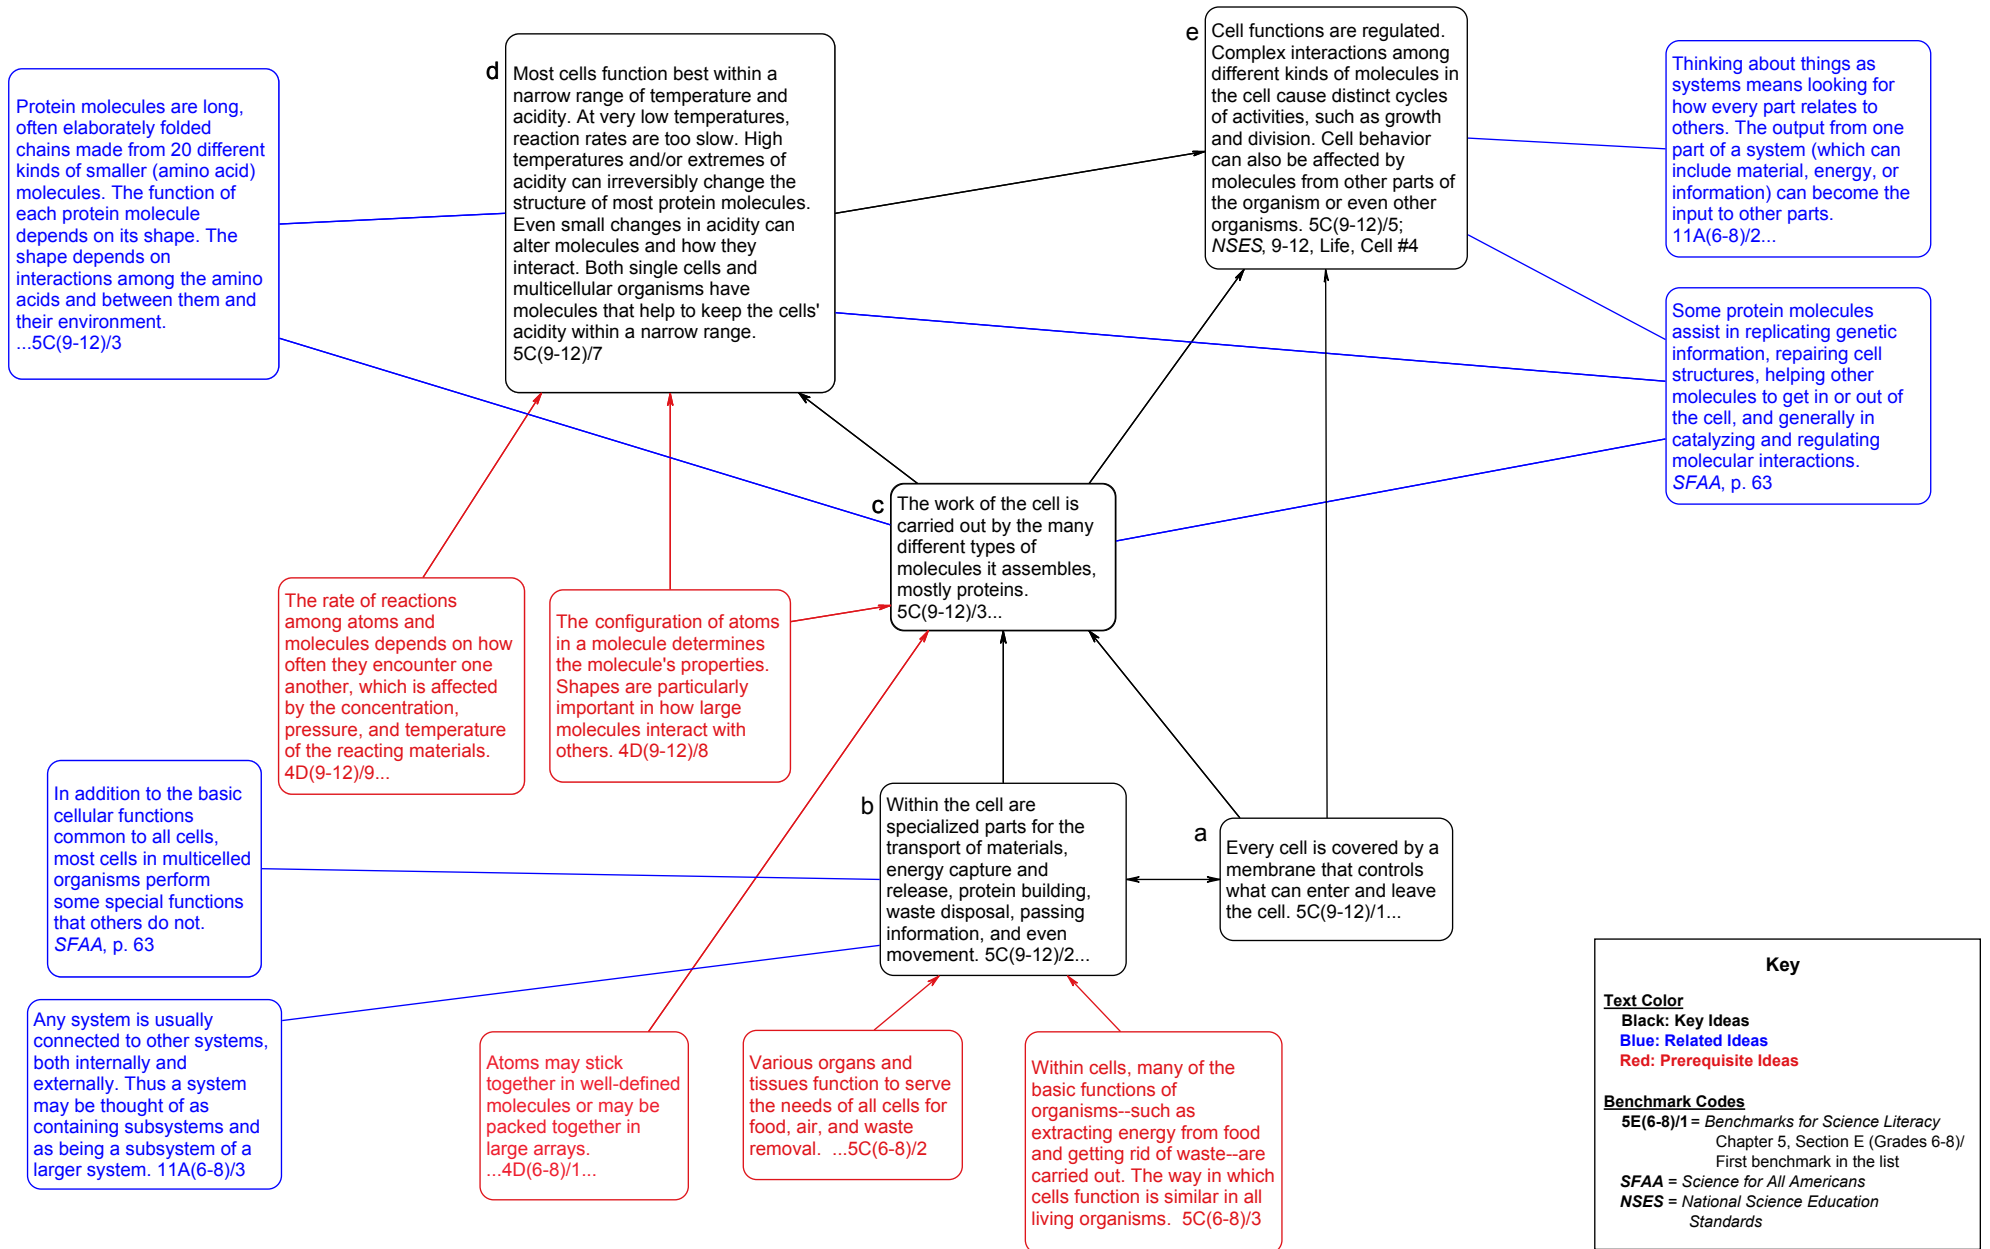 Protein molecules are long,
often elaborately folded
chains made from 20 different
kinds of smaller (amino acid)
molecules. The function of
each protein molecule
depends on its shape. The
shape depends on
interactions among the amino
acids and between them and
their environment.
...5C(9-12)/3
d
Most cells function best within a
narrow range of temperature and
acidity. At very low temperatures,
reaction rates are too slow. High
temperatures and/or extremes of
acidity can irreversibly change the
structure of most protein molecules.
Even small changes in acidity can
alter molecules and how they
interact. Both single cells and
multicellular organisms have
molecules that help to keep the cells'
acidity within a narrow range.
5C(9-12)/7
e
Cell functions are regulated.
Complex interactions among
different kinds of molecules in
the cell cause distinct cycles
of activities, such as growth
and division. Cell behavior
can also be affected by
molecules from other parts of
the organism or even other
organisms. 5C(9-12)/5;
NSES, 9-12, Life, Cell #4
Thinking about things as
systems means looking for
how every part relates to
others. The output from one
part of a system (which can
include material, energy, or
information) can become the
input to other parts.
11A(6-8)/2...
Some protein molecules
assist in replicating genetic
information, repairing cell
structures, helping other
molecules to get in or out of
the cell, and generally in
catalyzing and regulating
molecular interactions.
SFAA, p. 63
c
The work of the cell is
carried out by the many
different types of
molecules it assembles,
mostly proteins.
5C(9-12)/3...
The rate of reactions
among atoms and
molecules depends on how
often they encounter one
another, which is affected
by the concentration,
pressure, and temperature
of the reacting materials.
4D(9-12)/9...
The configuration of atoms
in a molecule determines
the molecule's properties.
Shapes are particularly
important in how large
molecules interact with
others. 4D(9-12)/8
In addition to the basic
cellular functions
common to all cells,
most cells in multicelled
organisms perform
some special functions
that others do not.
SFAA, p. 63
b
Within the cell are
specialized parts for the
transport of materials,
energy capture and
release, protein building,
waste disposal, passing
information, and even
movement. 5C(9-12)/2...
a
Every cell is covered by a
membrane that controls
what can enter and leave
the cell. 5C(9-12)/1...
Any system is usually
connected to other systems,
both internally and
externally. Thus a system
may be thought of as
containing subsystems and
as being a subsystem of a
larger system. 11A(6-8)/3
Atoms may stick
together in well-defined
molecules or may be
packed together in
large arrays.
...4D(6-8)/1...
Various organs and
tissues function to serve
the needs of all cells for
food, air, and waste
removal. ...5C(6-8)/2
Within cells, many of the
basic functions of
organisms--such as
extracting energy from food
and getting rid of waste--are
carried out. The way in which
cells function is similar in all
living organisms. 5C(6-8)/3
Key
Text Color
Black: Key Ideas
Blue: Related Ideas
Red: Prerequisite Ideas
Benchmark Codes
5E(6-8)/1 = Benchmarks for Science Literacy
Chapter 5, Section E (Grades 6-8)/
First benchmark in the list
SFAA = Science for All Americans
NSES = National Science Education
Standards